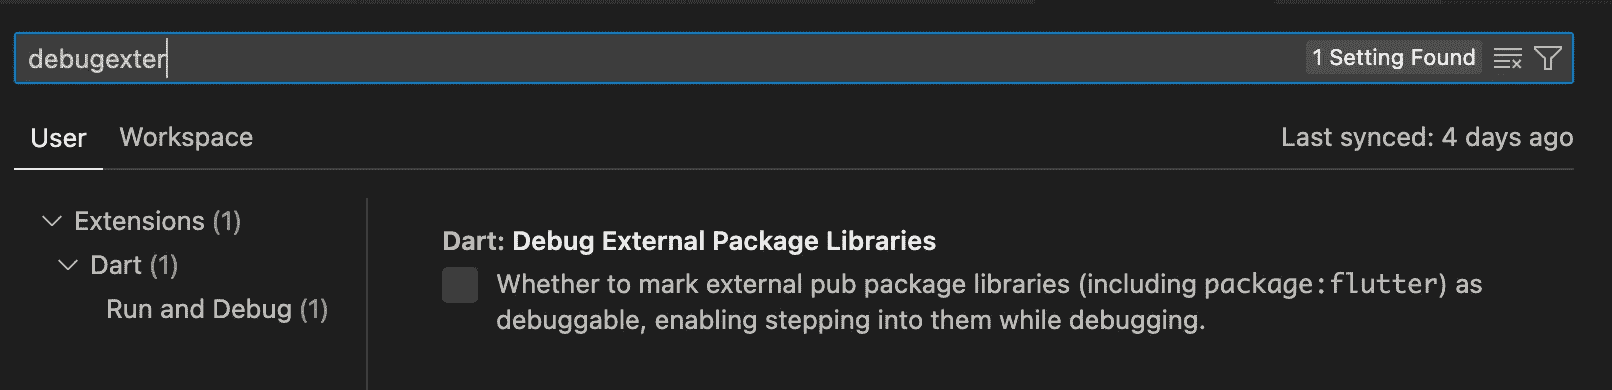 debugexter
1 Setting Found
User
Workspace
Last synced: 4 days ago
Extensions (1)
Dart (1)
Run and Debug (1)
Dart: Debug External Package Libraries
Whether to mark external pub package libraries (including package:flutter) as
debuggable, enabling stepping into them while debugging.